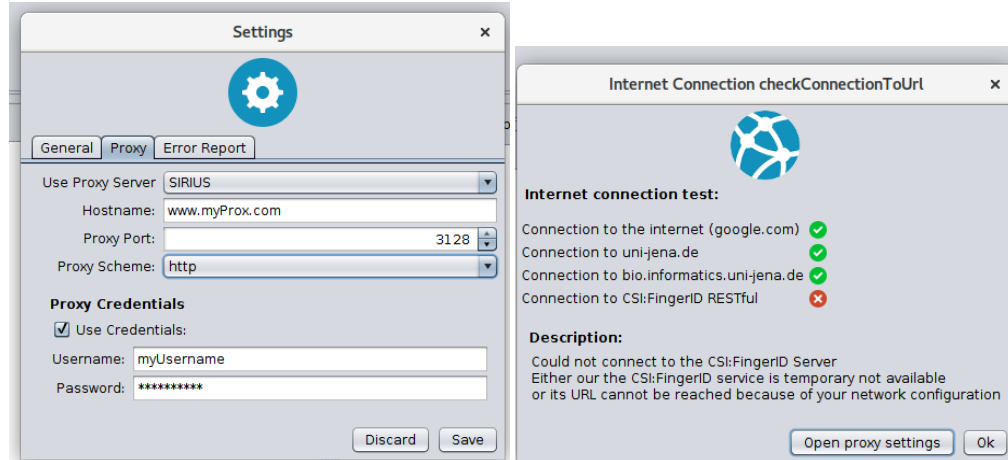 Settings
×
General Proxy Error Report
Use Proxy Server SIRIUS
Hostname: www.myProx.com
Proxy Port: 3128
Proxy Scheme: http
Proxy Credentials
Use Credentials:
Username: myUsername
Password: **********
Discard Save
Internet Connection checkConnectionToUrl
×
Internet connection test:
Connection to the internet (google.com)
Connection to uni-jena.de
Connection to bio.informatics.uni-jena.de
Connection to CSI:FingerID RESTful
Description:
Could not connect to the CSI:FingerID Server
Either our the CSI:FingerID service is temporary not available
or its URL cannot be reached because of your network configuration
Open proxy settings Ok